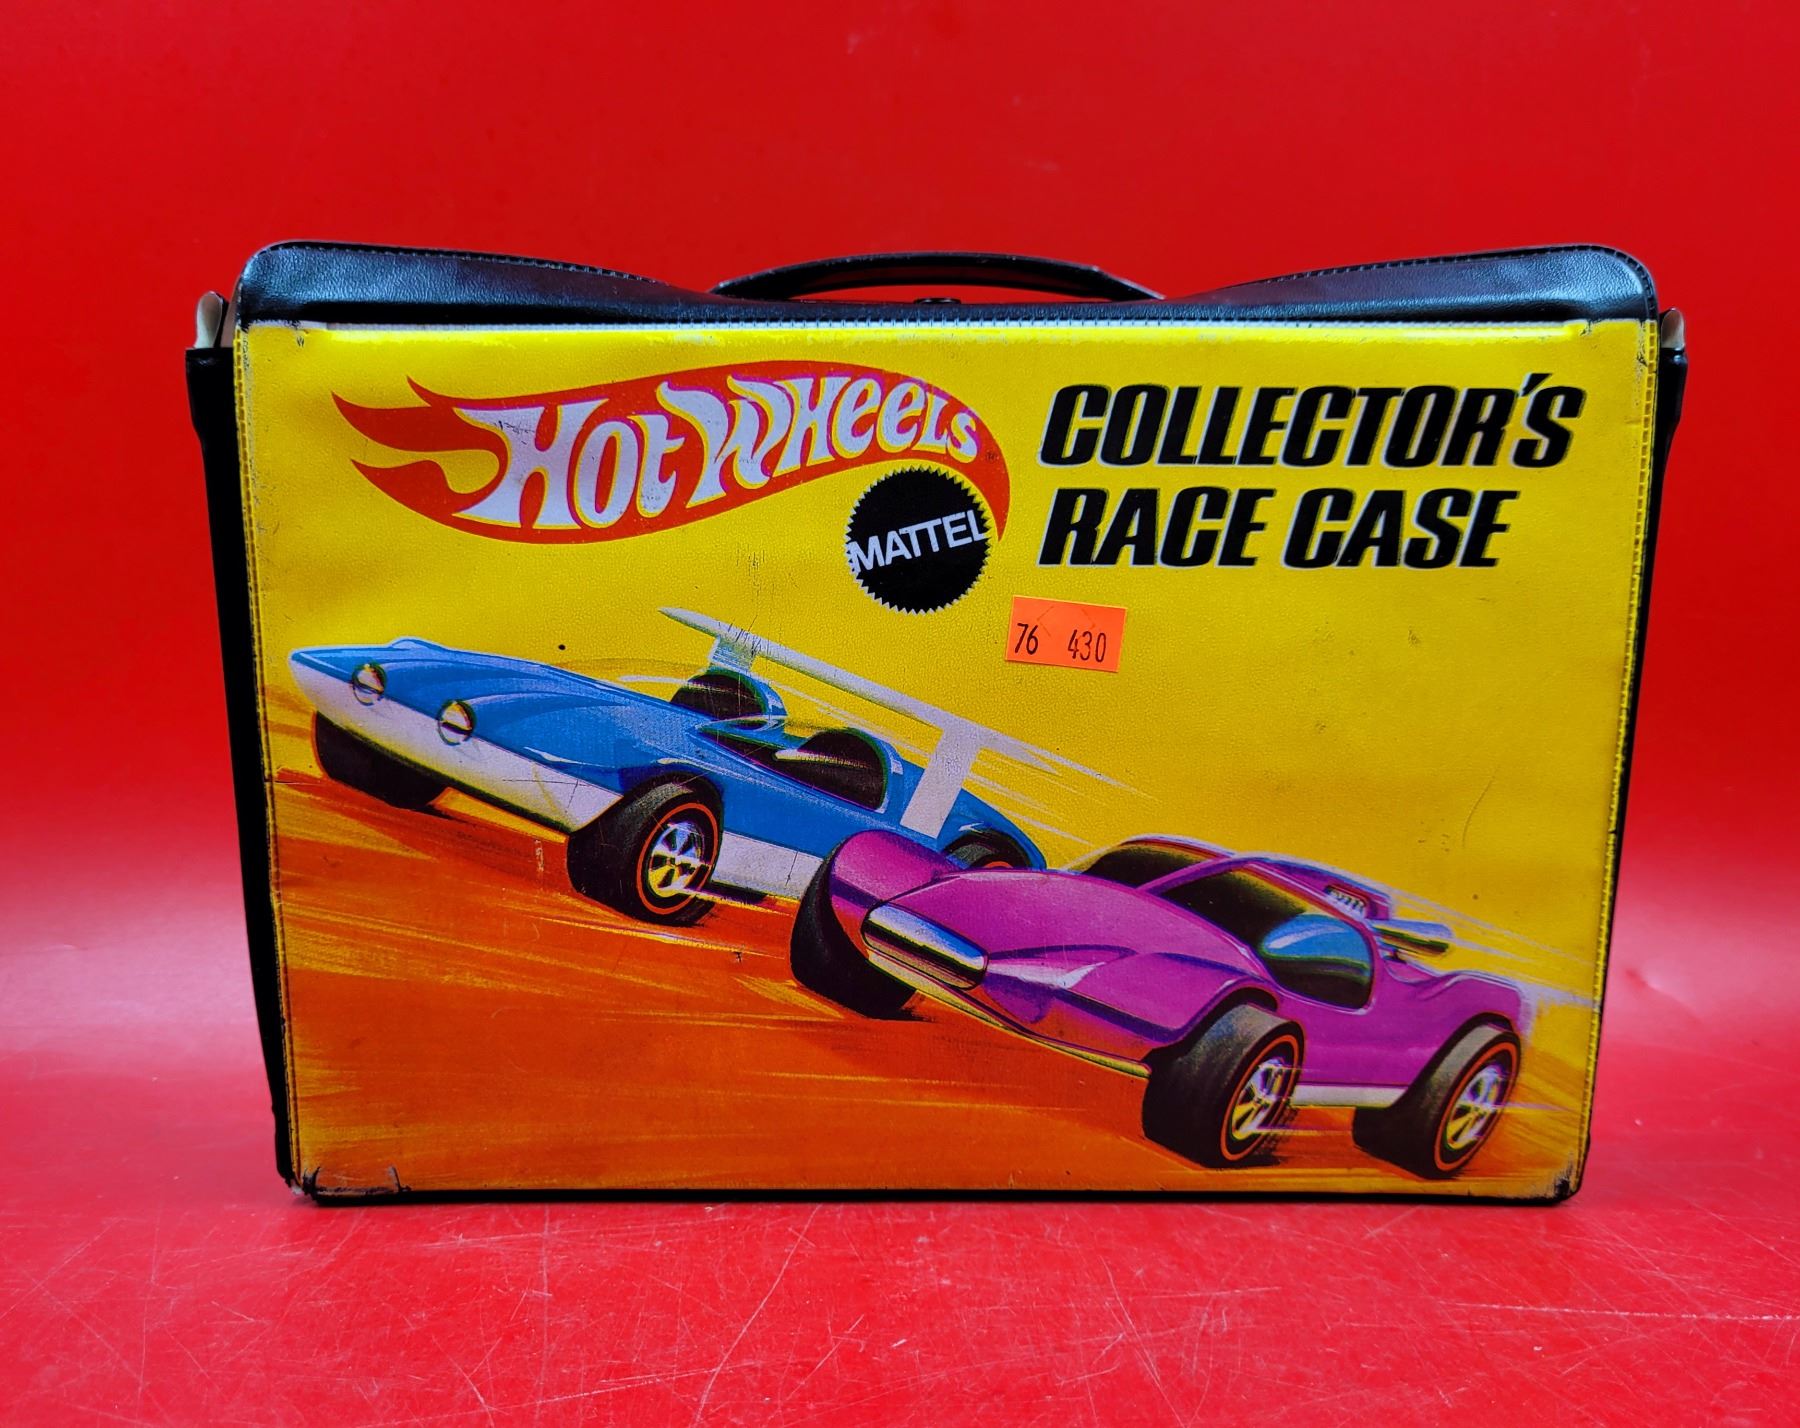 Hot Wheels
COLLECTOR'S
RACE CASE
MATTEL
76 430